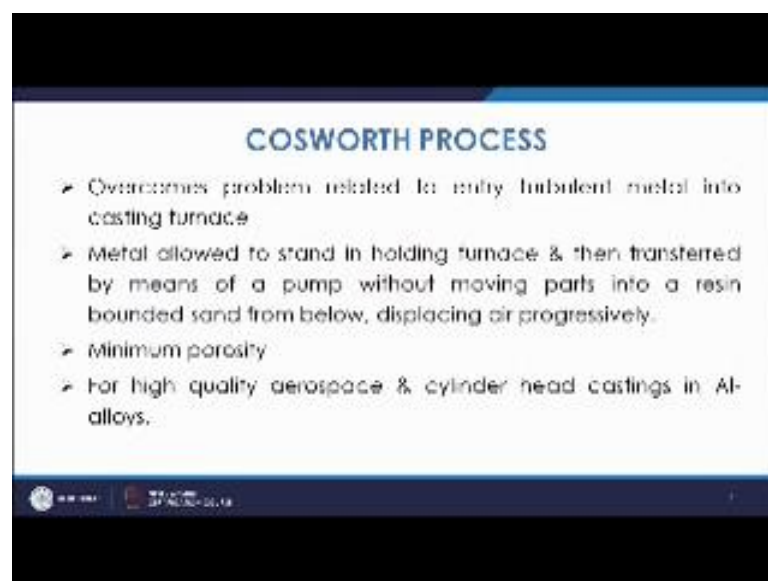 COSWORTH PROCESS
➤ Overcomes problem related to entry turbulent metal into
casting furnace
➤ Metal allowed to stand in holding furnace & then transferred
by means of a pump without moving parts into a resin
bounded sand from below, displacing air progressively.
➤ Minimum porosity
➤ For high quality aerospace & cylinder head castings in Al-
alloys.